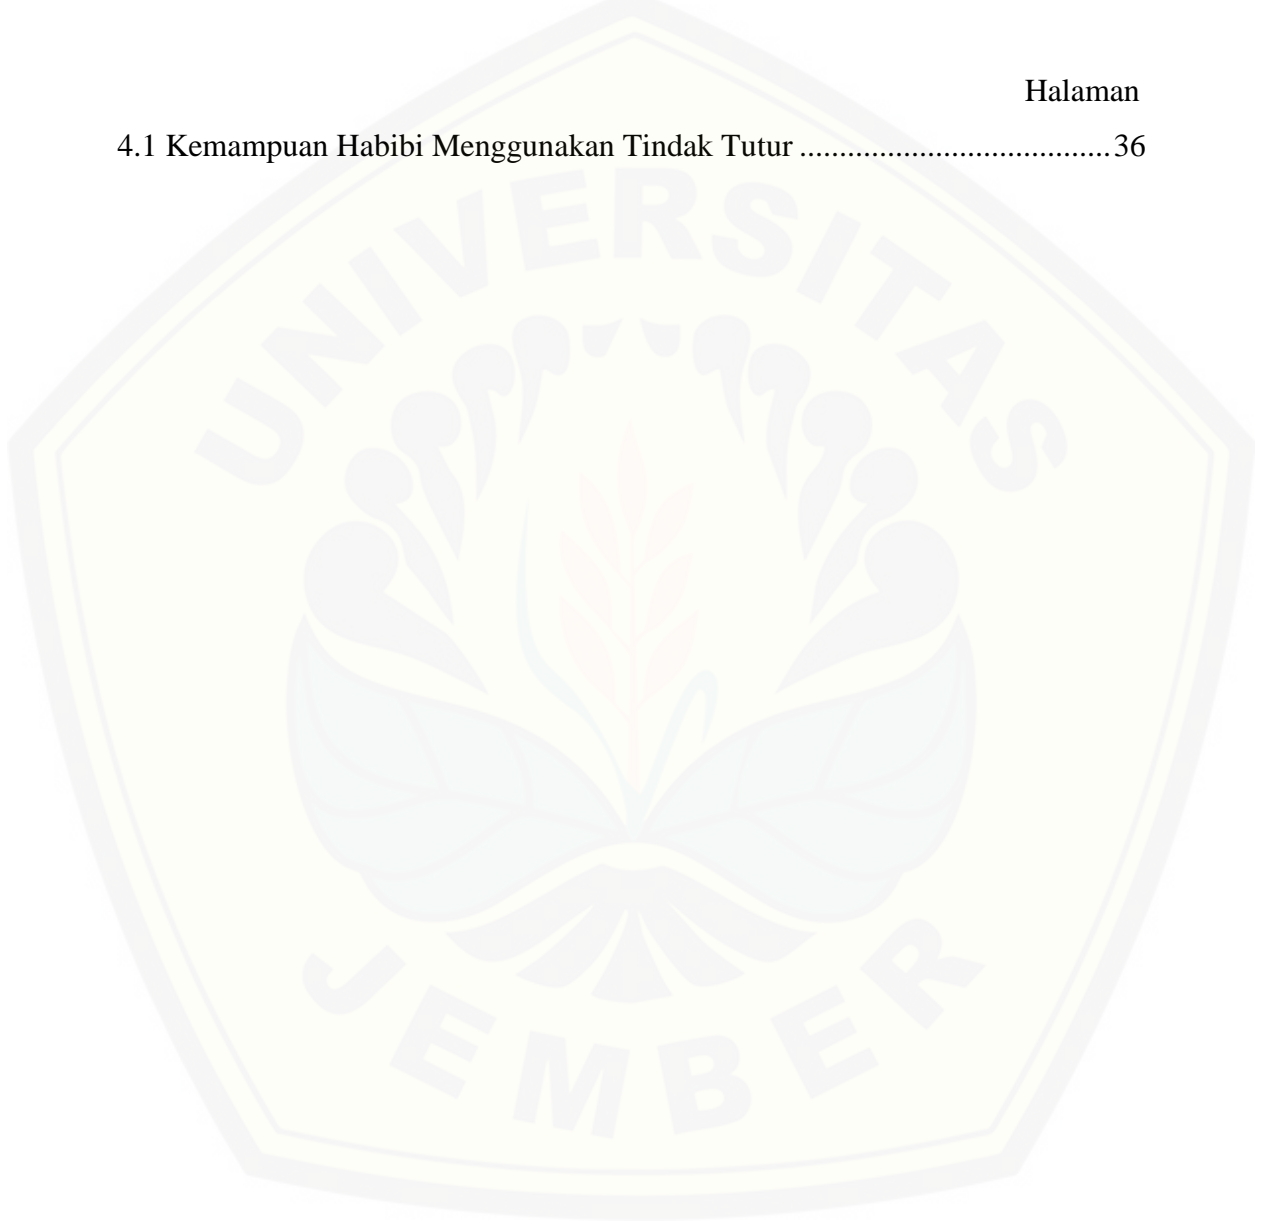 Halaman
4.1 Kemampuan Habibi Menggunakan Tindak Tutur .......................................36
UNIVERSITAS
JEMBER